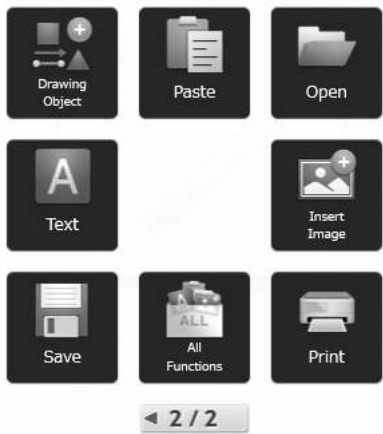 Drawing
Object
Paste
Open
A
Text
Insert
Image
Save
ALL
All
Functions
Print
2 / 2